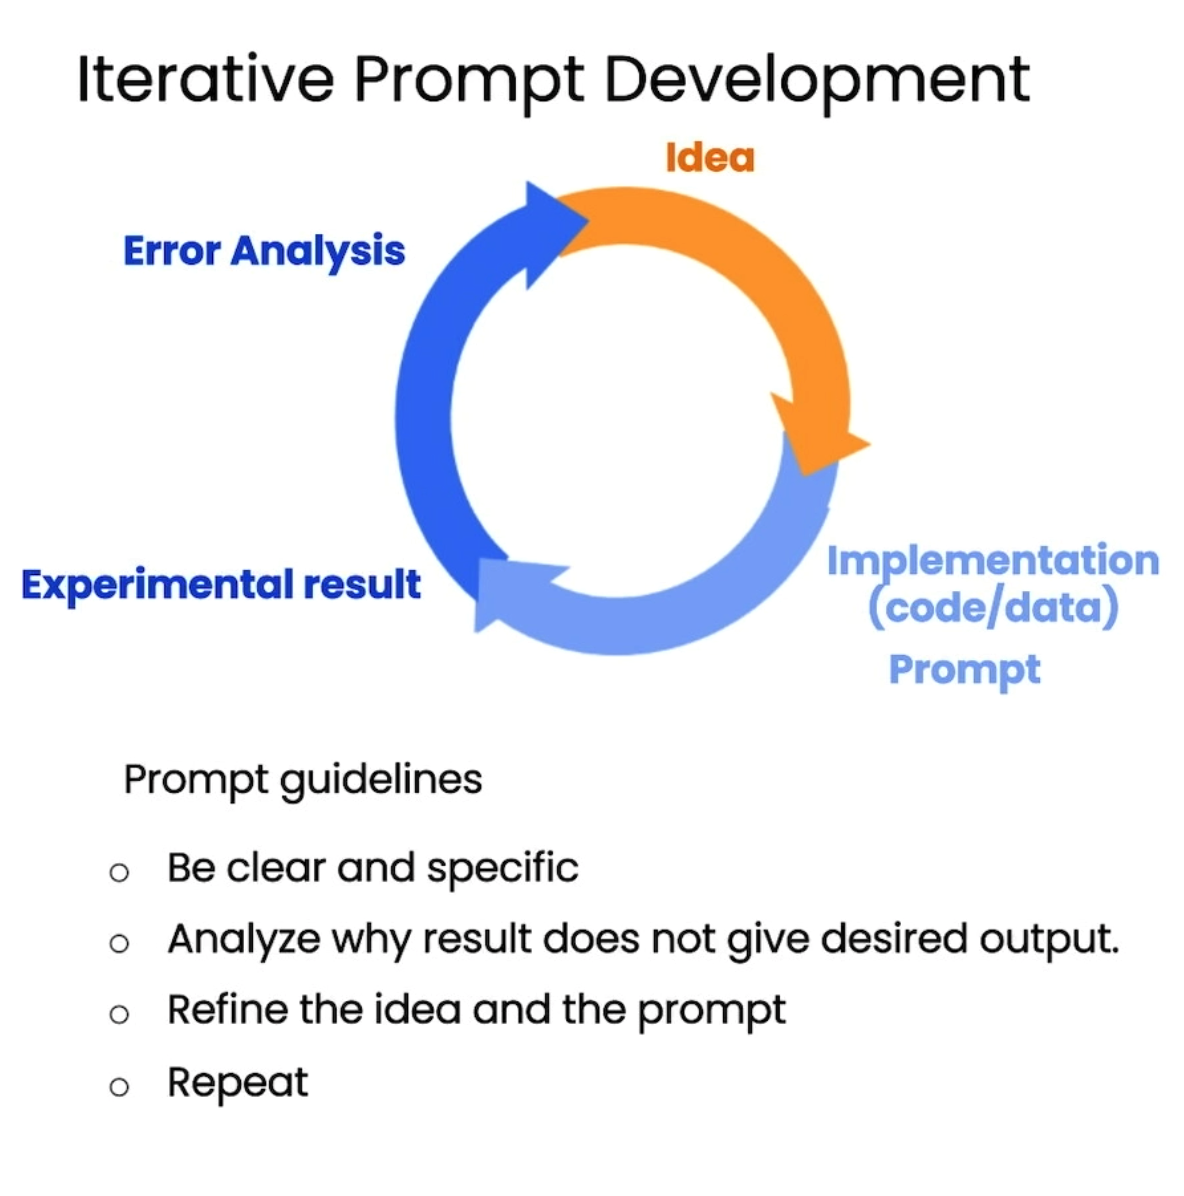 Iterative Prompt Development
Idea
Error Analysis
Implementation
(code/data)
Prompt
Experimental result
Prompt guidelines
o Be clear and specific
o Analyze why result does not give desired output.
o Refine the idea and the prompt
o Repeat